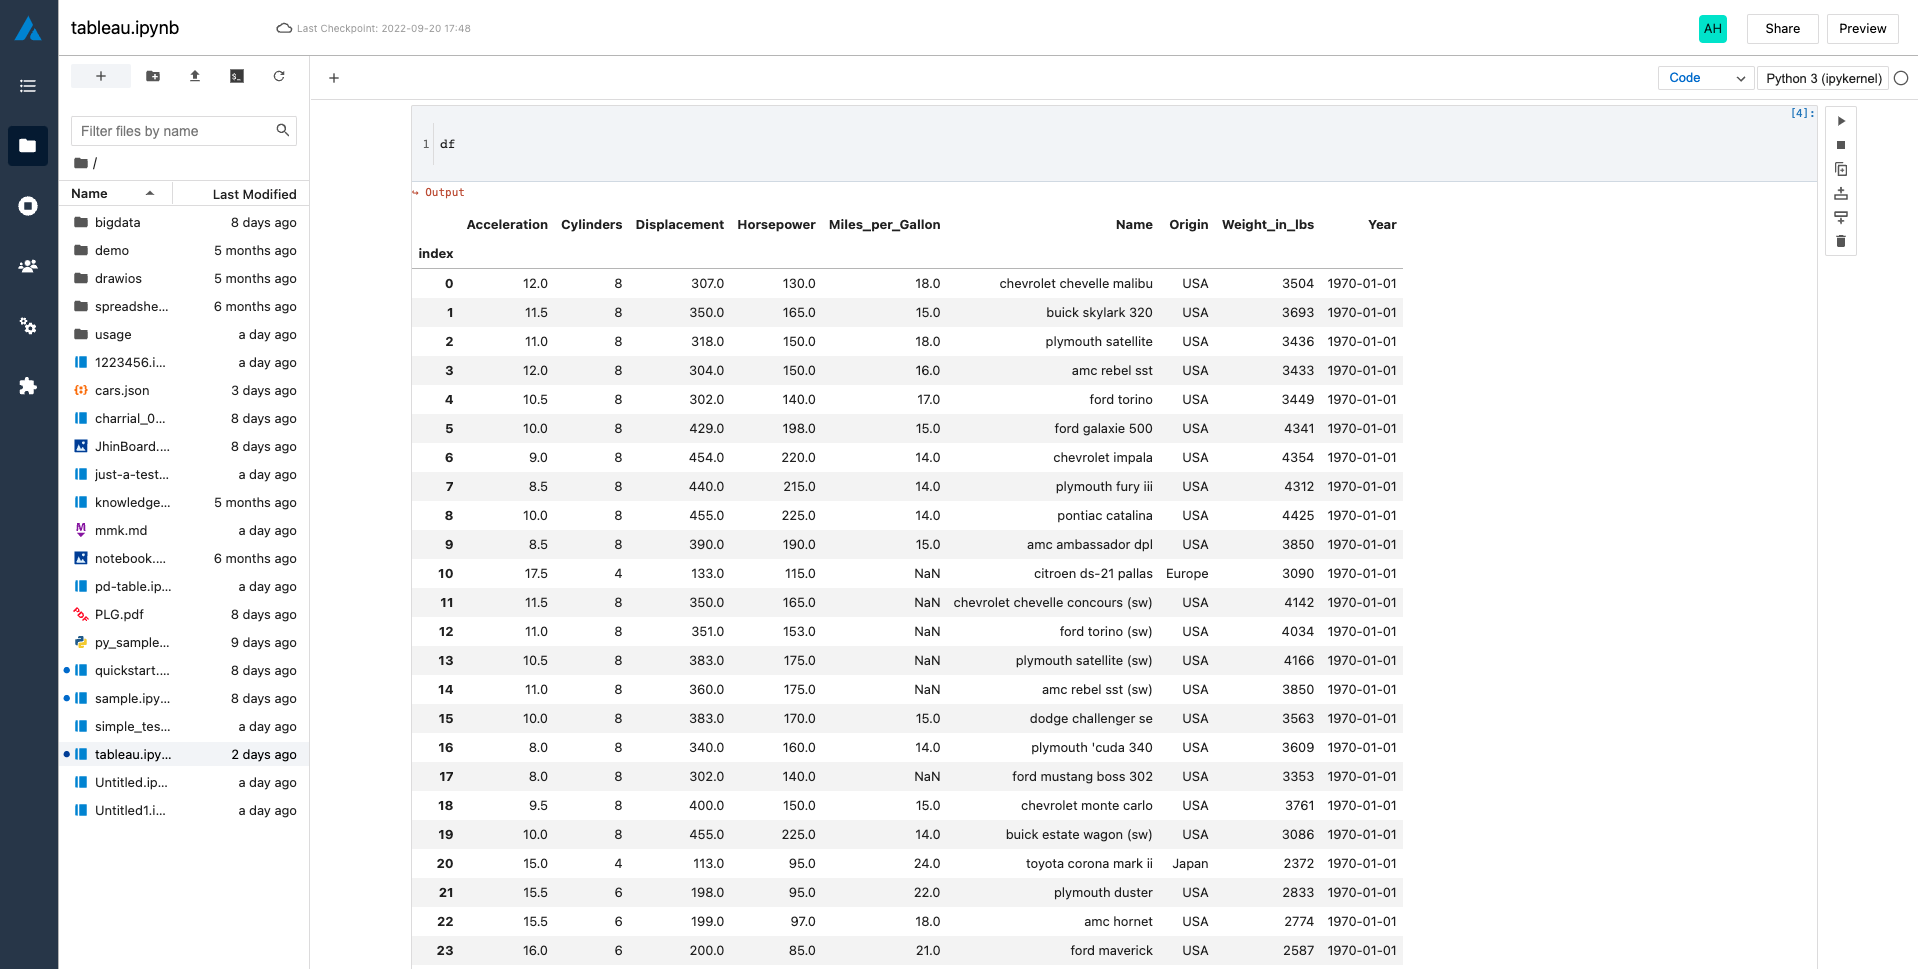 tableau.ipynb
Last Checkpoint: 2022-09-20 17:48
AH
Share
Preview
Filter files by name
/
Name Last Modified
bigdata 8 days ago
demo 5 months ago
drawios 5 months ago
spreadshe... 6 months ago
usage a day ago
1223456.i... a day ago
cars.json 3 days ago
charrial_0... 8 days ago
JhinBoard.... 8 days ago
just-a-test... a day ago
knowledge... 5 months ago
mmk.md a day ago
notebook.... 6 months ago
pd-table.ip... a day ago
PLG.pdf 8 days ago
py_sample... 9 days ago
quickstart.... 8 days ago
sample.ipy... 8 days ago
simple_tes... a day ago
tableau.ipy... 2 days ago
Untitled.ip... a day ago
Untitled1.i... a day ago
+
Code
Python 3 (ipykernel)
[4]:
1 df
Output
Acceleration Cylinders Displacement Horsepower Miles_per_Gallon Name Origin Weight_in_lbs Year
index
0 12.0 8 307.0 130.0 18.0 chevrolet chevelle malibu USA 3504 1970-01-01
1 11.5 8 350.0 165.0 15.0 buick skylark 320 USA 3693 1970-01-01
2 11.0 8 318.0 150.0 18.0 plymouth satellite USA 3436 1970-01-01
3 12.0 8 304.0 150.0 16.0 amc rebel sst USA 3433 1970-01-01
4 10.5 8 302.0 140.0 17.0 ford torino USA 3449 1970-01-01
5 10.0 8 429.0 198.0 15.0 ford galaxie 500 USA 4341 1970-01-01
6 9.0 8 454.0 220.0 14.0 chevrolet impala USA 4354 1970-01-01
7 8.5 8 440.0 215.0 14.0 plymouth fury iii USA 4312 1970-01-01
8 10.0 8 455.0 225.0 14.0 pontiac catalina USA 4425 1970-01-01
9 8.5 8 390.0 190.0 15.0 amc ambassador dpl USA 3850 1970-01-01
10 17.5 4 133.0 115.0 NaN citroen ds-21 pallas Europe 3090 1970-01-01
11 11.5 8 350.0 165.0 NaN chevrolet chevelle concours (sw) USA 4142 1970-01-01
12 11.0 8 351.0 153.0 NaN ford torino (sw) USA 4034 1970-01-01
13 10.5 8 383.0 175.0 NaN plymouth satellite (sw) USA 4166 1970-01-01
14 11.0 8 360.0 175.0 NaN amc rebel sst (sw) USA 3850 1970-01-01
15 10.0 8 383.0 170.0 15.0 dodge challenger se USA 3563 1970-01-01
16 8.0 8 340.0 160.0 14.0 plymouth 'cuda 340 USA 3609 1970-01-01
17 8.0 8 302.0 140.0 NaN ford mustang boss 302 USA 3353 1970-01-01
18 9.5 8 400.0 150.0 15.0 chevrolet monte carlo USA 3761 1970-01-01
19 10.0 8 455.0 225.0 14.0 buick estate wagon (sw) USA 3086 1970-01-01
20 15.0 4 113.0 95.0 24.0 toyota corona mark ii Japan 2372 1970-01-01
21 15.5 6 198.0 95.0 22.0 plymouth duster USA 2833 1970-01-01
22 15.5 6 199.0 97.0 18.0 amc hornet USA 2774 1970-01-01
23 16.0 6 200.0 85.0 21.0 ford maverick USA 2587 1970-01-01